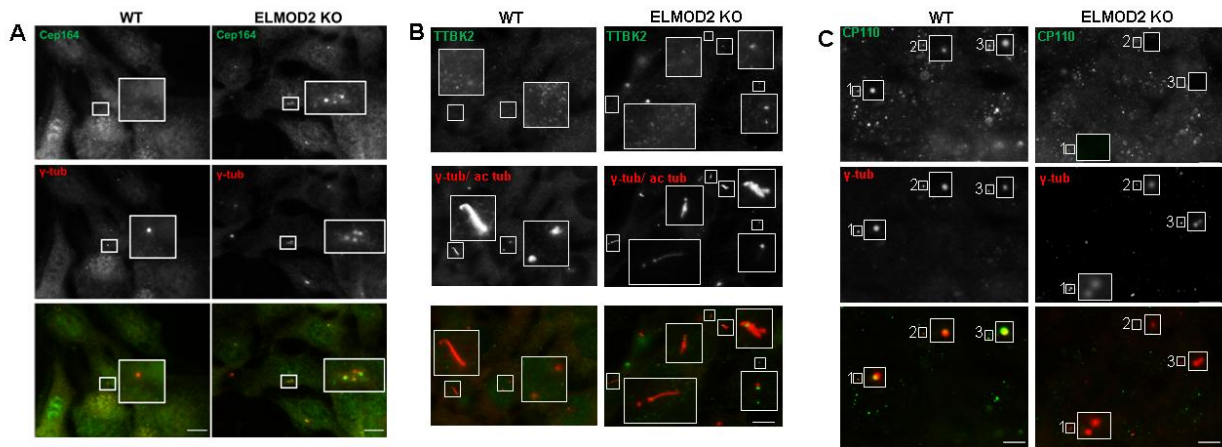 A
WT
ELMOD2 KO
Cep164
Cep164
γ-tub
γ-tub
B
WT
ELMOD2 KO
TTBK2
TTBK2
γ-tub/ ac tub
γ-tub/ ac tub
C
WT
ELMOD2 KO
CP110
2
3
1
CP110
2
3
1
γ-tub
2
3
1
γ-tub
2
3
1
2
3
1
2
3
1